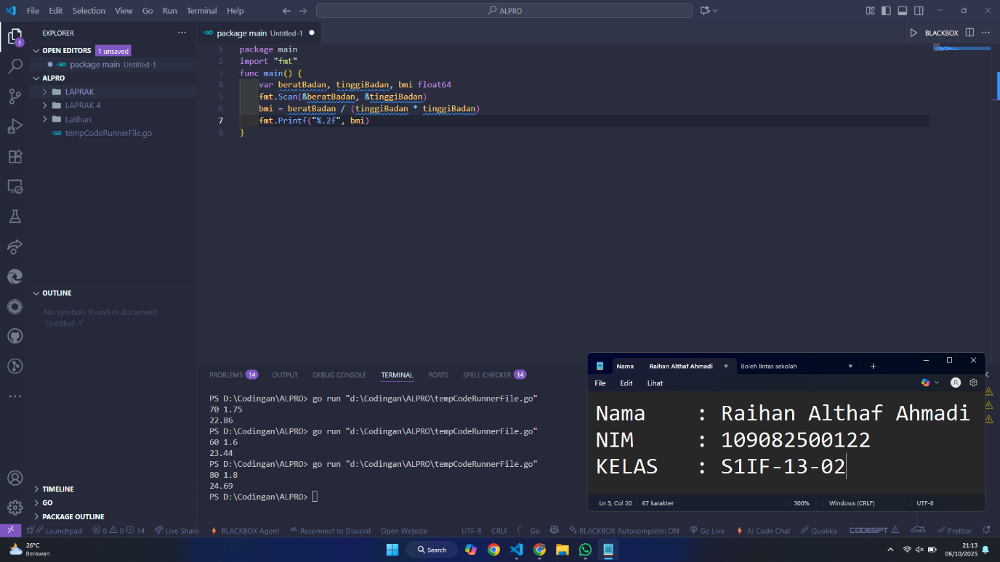 File Edit Selection View Go Run Terminal Help
ALPRO
EXPLORER
OPEN EDITORS 1 unsaved
package main Untitled-1
ALPRO
LAPRAK
LAPRAK 4
Latihan
tempCodeRunnerFile.go
OUTLINE
No symbols found in document
'Untitled-1'
TIMELINE
GO
PACKAGE OUTLINE
package main Untitled-1
BLACKBOX
1 package main
2 import "fmt"
3 func main() {
4 var beratBadan, tinggiBadan, bmi float64
5 fmt.Scan(&beratBadan, &tinggiBadan)
6 bmi = beratBadan / (tinggiBadan * tinggiBadan)
7 fmt.Printf("%.2f", bmi)
8 }
PROBLEMS 14 OUTPUT DEBUG CONSOLE TERMINAL PORTS SPELL CHECKER 14
PS D:\Codingan\ALPRO> go run "d:\Codingan\ALPRO\tempCodeRunnerFile.go"
70 1.75
22.86
PS D:\Codingan\ALPRO> go run "d:\Codingan\ALPRO\tempCodeRunnerFile.go"
60 1.6
23.44
PS D:\Codingan\ALPRO> go run "d:\Codingan\ALPRO\tempCodeRunnerFile.go"
80 1.8
24.69
PS D:\Codingan\ALPRO>
Nama Raihan Althaf Ahmadi
Boleh lintas sekolah
File Edit Lihat
Nama : Raihan Althaf Ahmadi
NIM : 109082500122
KELAS : S1IF-13-02
Ln 3, Col 20 67 karakter 300% Windows (CRLF) UTF-8
Launchpad 0 0 14 Live Share BLACKBOX Agent Reconnect to Discord Open Website UTF-8 CRLF Go BLACKBOX Autocomplete: ON Go Live AI Code Chat Quokka CODEGPT Prettier
26°C
Berawan
Search
21:13
06/10/2025